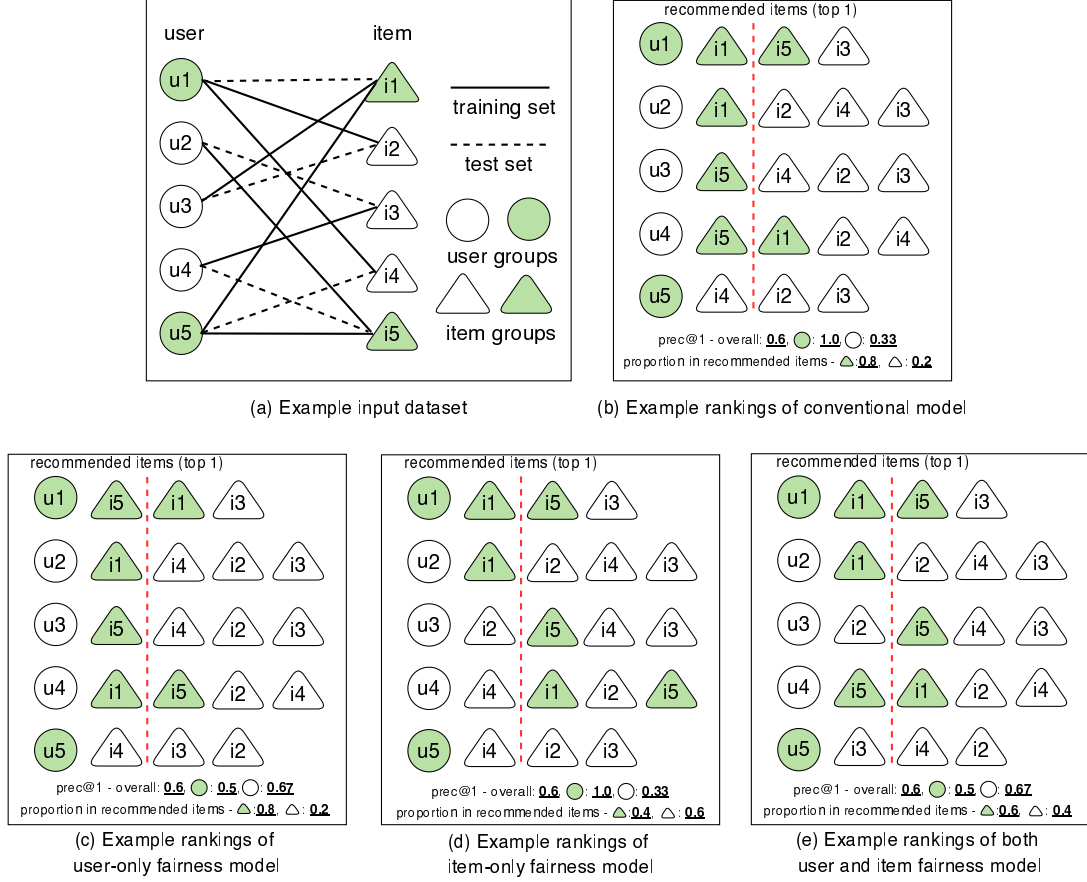 user item
u1 i1
u2 i2
u3 i3
u4 i4
u5 i5
training set
test set
user groups
item groups
(a) Example input dataset
recommended items (top 1)
u1 i1 i5 i3
u2 i1 i2 i4 i3
u3 i5 i4 i2 i3
u4 i5 i1 i2 i4
u5 i4 i2 i3
prec@1 - overall: 0.6, : 1.0, : 0.33
proportion in recommended items - :0.8, : 0.2
(b) Example rankings of conventional model
recommended items (top 1)
u1 i5 i1 i3
u2 i1 i4 i2 i3
u3 i5 i4 i2 i3
u4 i1 i5 i2 i4
u5 i4 i3 i2
prec@1 - overall: 0.6, : 0.5, : 0.67
proportion in recommended items - :0.8, : 0.2
(c) Example rankings of
user-only fairness model
recommended items (top 1)
u1 i1 i5 i3
u2 i1 i2 i4 i3
u3 i2 i5 i4 i3
u4 i4 i1 i2 i5
u5 i4 i2 i3
prec@1 - overall: 0.6 : 1.0, : 0.33
proportion in recommended items - :0.4, : 0.6
(d) Example rankings of
item-only fairness model
recommended items (top 1)
u1 i1 i5 i3
u2 i1 i2 i4 i3
u3 i2 i5 i4 i3
u4 i5 i1 i2 i4
u5 i3 i4 i2
prec@1 - overall: 0.6, : 0.5, : 0.67
proportion in recommended items - :0.6, : 0.4
(e) Example rankings of both
user and item fairness model